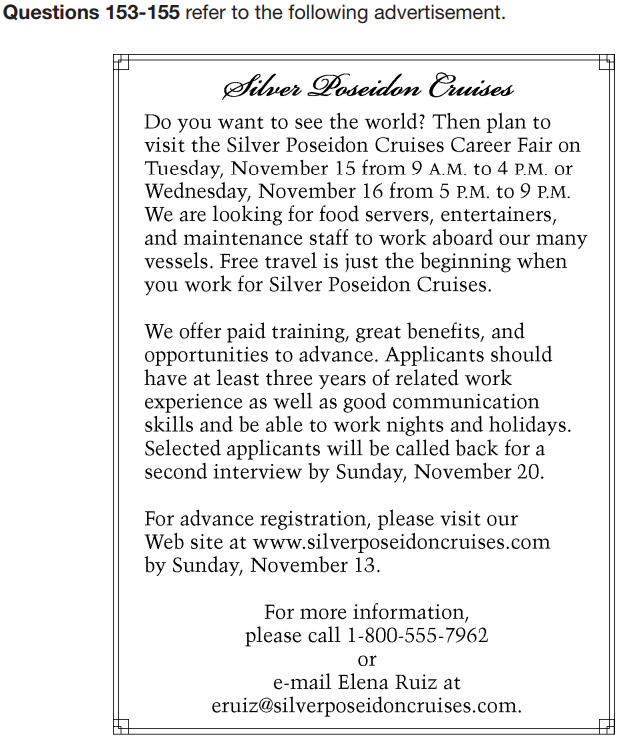 Questions 153-155 refer to the following advertisement.
Silver Poseidon Cruises
Do you want to see the world? Then plan to
visit the Silver Poseidon Cruises Career Fair on
Tuesday, November 15 from 9 A.M. to 4 P.M. or
Wednesday, November 16 from 5 P.M. to 9 P.M.
We are looking for food servers, entertainers,
and maintenance staff to work aboard our many
vessels. Free travel is just the beginning when
you work for Silver Poseidon Cruises.
We offer paid training, great benefits, and
opportunities to advance. Applicants should
have at least three years of related work
experience as well as good communication
skills and be able to work nights and holidays.
Selected applicants will be called back for a
second interview by Sunday, November 20.
For advance registration, please visit our
Web site at www.silverposeidoncruises.com
by Sunday, November 13.
For more information,
please call 1-800-555-7962
or
e-mail Elena Ruiz at
eruiz@silverposeidoncruises.com.